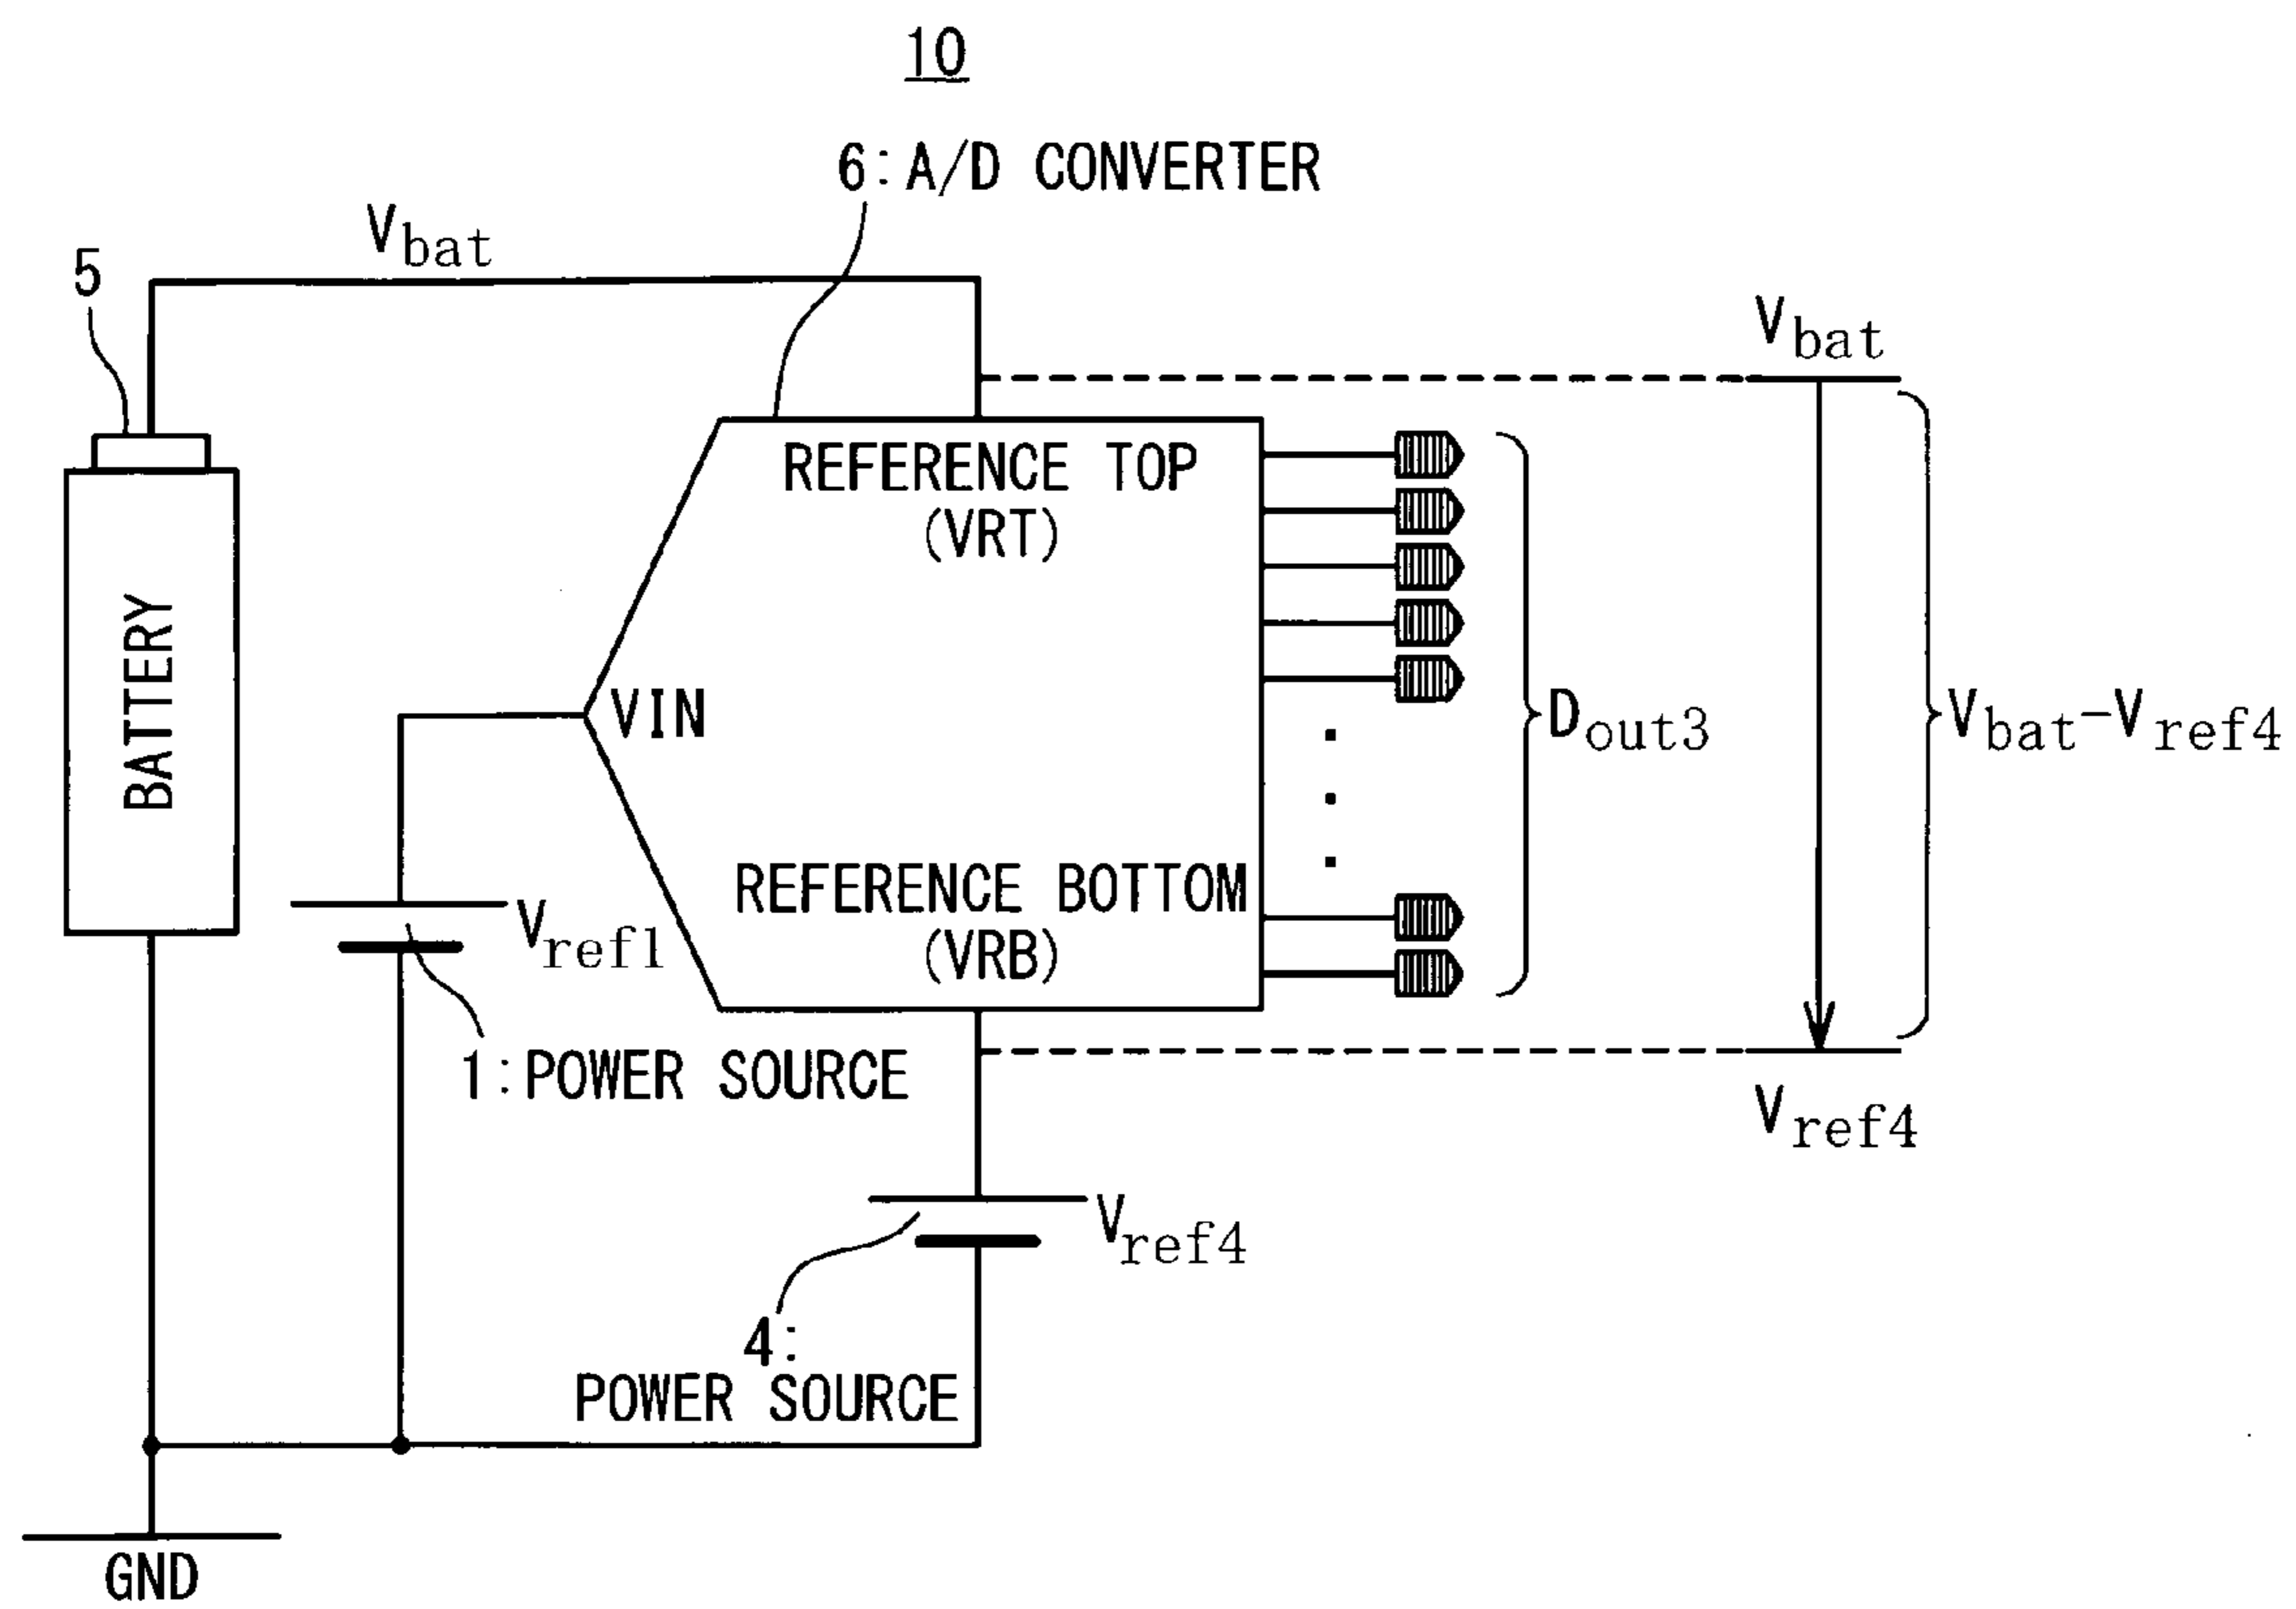 10
6:A/D CONVERTER
Vbat
5
Vbat
REFERENCE TOP
(VRT)
BATTERY
VIN
Dout3
Vbat-Vref4
REFERENCE BOTTOM
(VRB)
Vref1
1:POWER SOURCE
Vref4
Vref4
4:
POWER SOURCE
GND